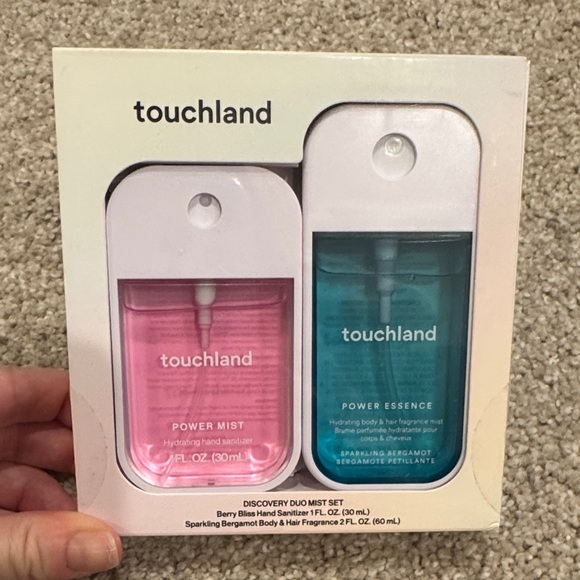 touchland
touchland
POWER MIST
Hydrating hand sanitizer
1 FL. OZ. (30 mL)
touchland
POWER ESSENCE
Hydrating body & hair fragrance mist
Brume parfumée hydratante pour
corps & cheveux
SPARKLING BERGAMOT
BERGAMOTE PÉTILLANTE
DISCOVERY DUO MIST SET
Berry Bliss Hand Sanitizer 1 FL. OZ. (30 mL)
Sparkling Bergamot Body & Hair Fragrance 2 FL. OZ. (60 mL)